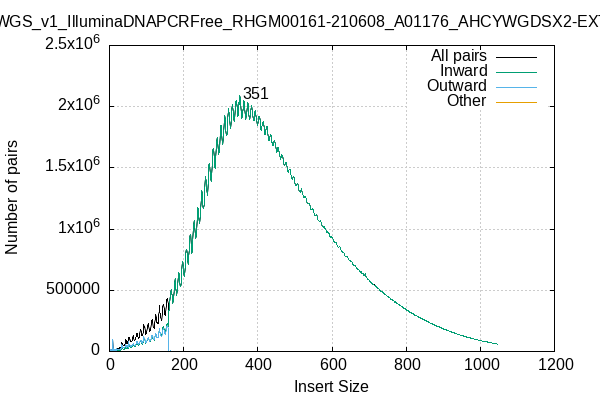 WGS_v1_IlluminaDNAPCRFree_RHGM00161-210608_A01176_AHCYWGDSX2-EXT
2.5x10^6
2x10^6
1.5x10^6
1x10^6
500000
0
Number of pairs
All pairs
Inward
Outward
Other
351
0 200 400 600 800 1000 1200
Insert Size